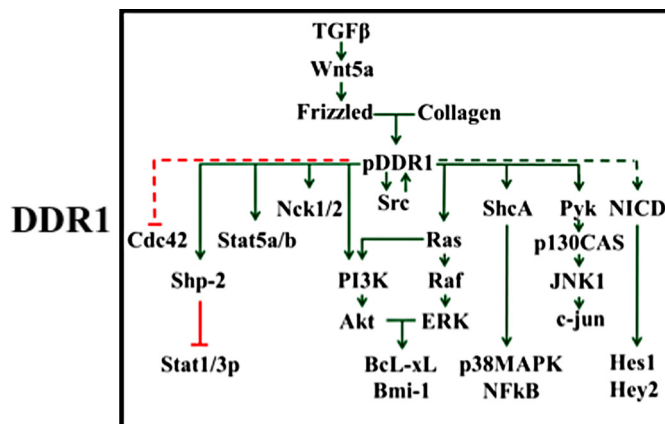 TGFβ
Wnt5a
Frizzled Collagen
pDDR1
DDR1
Nck1/2 Src ShcA Pyk NICD
Cdc42 Stat5a/b Ras p130CAS
Shp-2 PI3K Raf JNK1
Akt ERK c-jun
Stat1/3p BcL-xL p38MAPK Hes1
Bmi-1 NFkB Hey2